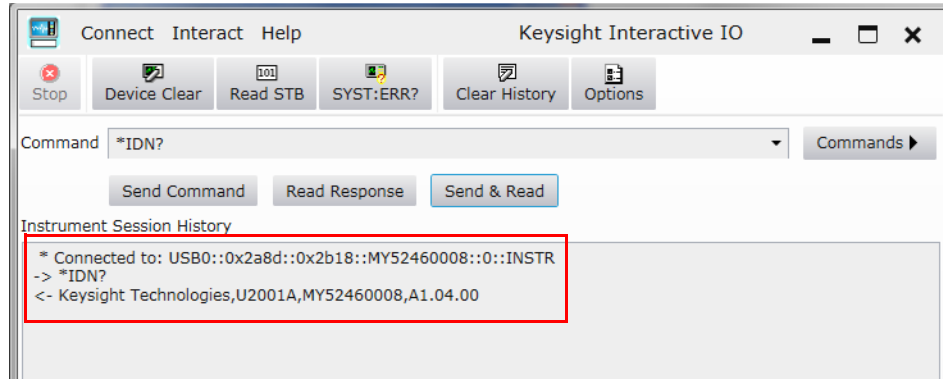 Connect Interact Help Keysight Interactive IO
101
Stop Device Clear Read STB SYST:ERR? Clear History Options
Command *IDN? Commands
Send Command Read Response Send & Read
Instrument Session History
* Connected to: USB0::0x2a8d::0x2b18::MY52460008::0::INSTR
-> *IDN?
<- Keysight Technologies,U2001A,MY52460008,A1.04.00